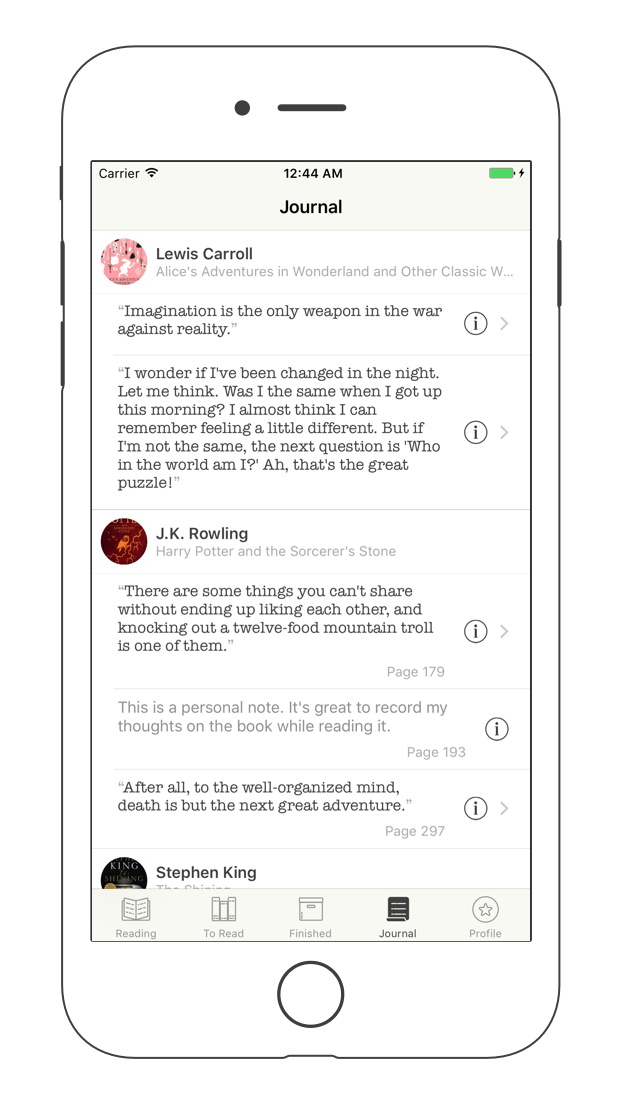 Carrier 12:44 AM
Journal
Lewis Carroll
Alice's Adventures in Wonderland and Other Classic W...
“Imagination is the only weapon in the war
against reality.”
“I wonder if I've been changed in the night.
Let me think. Was I the same when I got up
this morning? I almost think I can
remember feeling a little different. But if
I'm not the same, the next question is 'Who
in the world am I?' Ah, that's the great
puzzle!”
J.K. Rowling
Harry Potter and the Sorcerer's Stone
“There are some things you can't share
without ending up liking each other, and
knocking out a twelve-food mountain troll
is one of them.”
Page 179
This is a personal note. It's great to record my
thoughts on the book while reading it.
Page 193
“After all, to the well-organized mind,
death is but the next great adventure.”
Page 297
KING
SHINING
Stephen King
The Shining
Reading To Read Finished Journal Profile